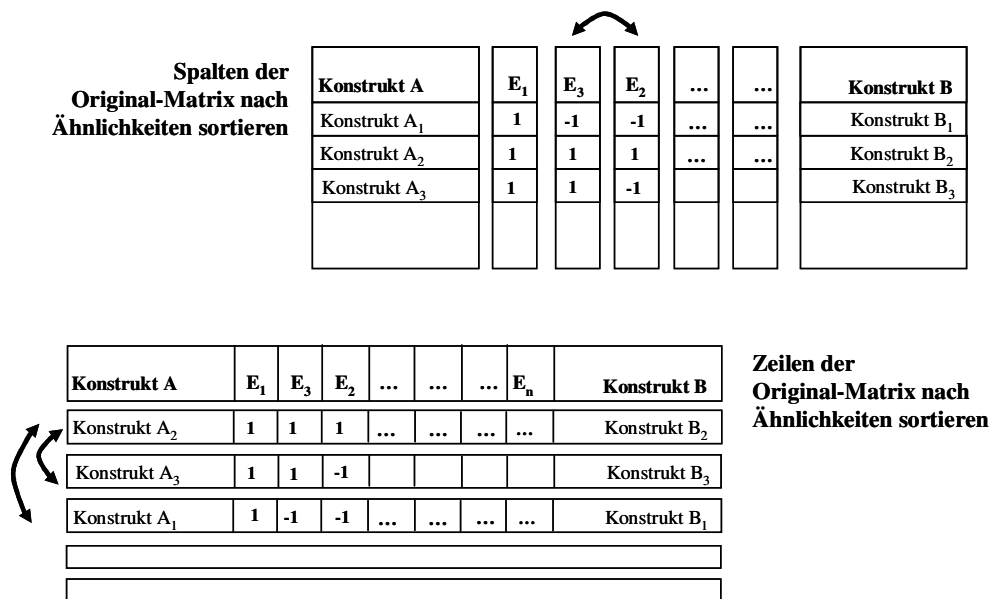 Spalten der
Original-Matrix nach
Ähnlichkeiten sortieren
Konstrukt A E₁ E₃ E₂ ... ... Konstrukt B
Konstrukt A₁ 1 -1 -1 ... ... Konstrukt B₁
Konstrukt A₂ 1 1 1 ... ... Konstrukt B₂
Konstrukt A₃ 1 1 -1 Konstrukt B₃
Zeilen der
Original-Matrix nach
Ähnlichkeiten sortieren
Konstrukt A E₁ E₃ E₂ ... ... ... Eₙ Konstrukt B
Konstrukt A₂ 1 1 1 ... ... ... ... Konstrukt B₂
Konstrukt A₃ 1 1 -1 Konstrukt B₃
Konstrukt A₁ 1 -1 -1 ... ... ... ... Konstrukt B₁